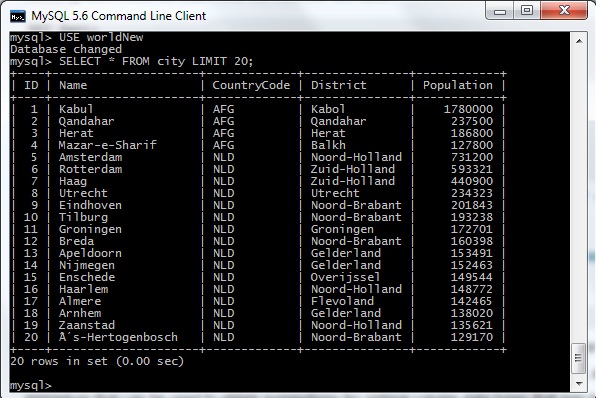 MySQL 5.6 Command Line Client
mysql> USE worldNew
Database changed
mysql> SELECT * FROM city LIMIT 20;
+----+------------------+-------------+---------------+------------+
| ID | Name | CountryCode | District | Population |
+----+------------------+-------------+---------------+------------+
| 1 | Kabul | AFG | Kabol | 1780000 |
| 2 | Qandahar | AFG | Qandahar | 237500 |
| 3 | Herat | AFG | Herat | 186800 |
| 4 | Mazar-e-Sharif | AFG | Balkh | 127800 |
| 5 | Amsterdam | NLD | Noord-Holland | 731200 |
| 6 | Rotterdam | NLD | Zuid-Holland | 593321 |
| 7 | Haag | NLD | Zuid-Holland | 440900 |
| 8 | Utrecht | NLD | Utrecht | 234323 |
| 9 | Eindhoven | NLD | Noord-Brabant | 201843 |
| 10 | Tilburg | NLD | Noord-Brabant | 193238 |
| 11 | Groningen | NLD | Groningen | 172701 |
| 12 | Breda | NLD | Noord-Brabant | 160398 |
| 13 | Apeldoorn | NLD | Gelderland | 153491 |
| 14 | Nijmegen | NLD | Gelderland | 152463 |
| 15 | Enschede | NLD | Overijssel | 149544 |
| 16 | Haarlem | NLD | Noord-Holland | 148772 |
| 17 | Almere | NLD | Flevoland | 142465 |
| 18 | Arnhem | NLD | Gelderland | 138020 |
| 19 | Zaanstad | NLD | Noord-Holland | 135621 |
| 20 | Å´s-Hertogenbosch | NLD | Noord-Brabant | 129170 |
+----+------------------+-------------+---------------+------------+
20 rows in set (0.00 sec)
mysql>